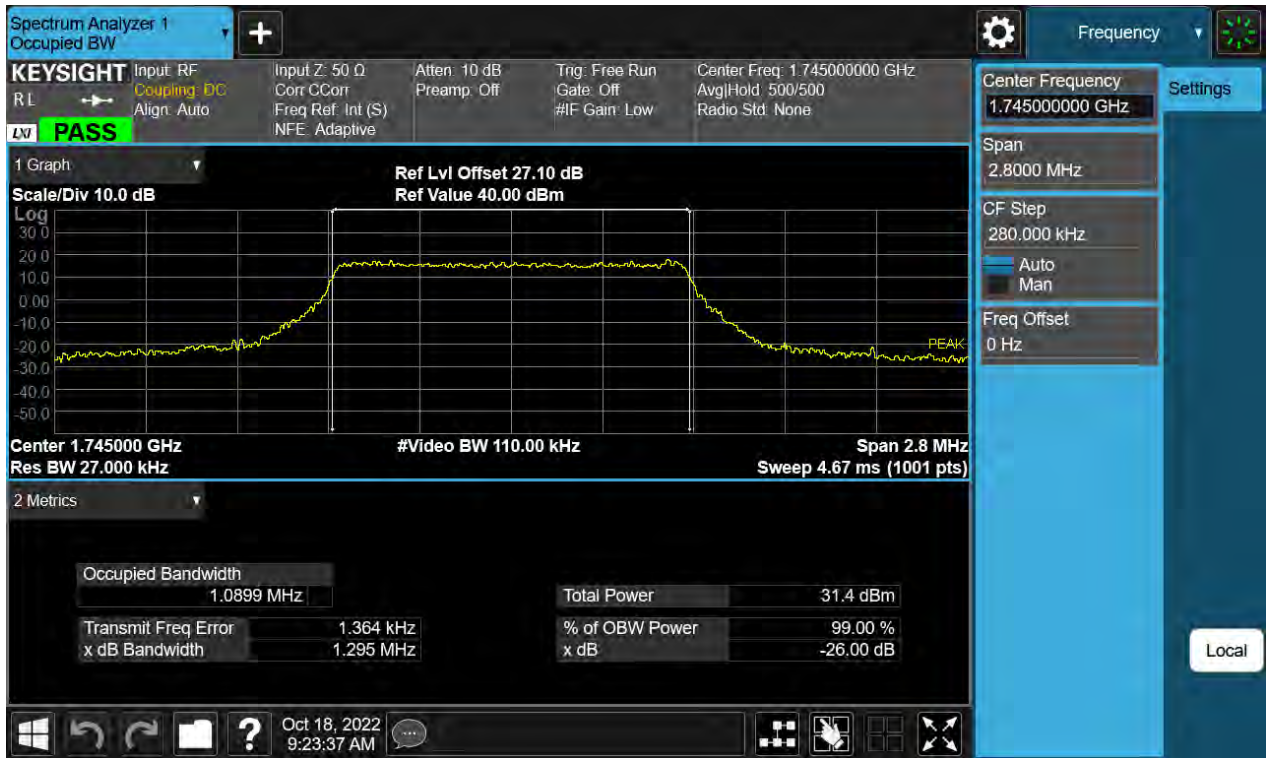 Spectrum Analyzer 1
Occupied BW
+
Frequency
KEYSIGHT
RL
LXI PASS
Input: RF
Coupling: DC
Align: Auto
Input Z: 50 Ω
Corr CCorr
Freq Ref: Int (S)
NFE: Adaptive
Atten: 10 dB
Preamp: Off
Trig: Free Run
Gate: Off
#IF Gain: Low
Center Freq: 1.745000000 GHz
Avg|Hold: 500/500
Radio Std: None
Center Frequency
1.745000000 GHz
Settings
Span
2.8000 MHz
CF Step
280.000 kHz
Auto
Man
Freq Offset
0 Hz
1 Graph
Scale/Div 10.0 dB
Ref Lvl Offset 27.10 dB
Ref Value 40.00 dBm
Log
30.0
20.0
10.0
0.00
-10.0
-20.0
-30.0
-40.0
-50.0
PEAK
Center 1.745000 GHz
#Video BW 110.00 kHz
Span 2.8 MHz
Res BW 27.000 kHz
Sweep 4.67 ms (1001 pts)
2 Metrics
Occupied Bandwidth
1.0899 MHz
Total Power 31.4 dBm
Transmit Freq Error 1.364 kHz
% of OBW Power 99.00 %
x dB Bandwidth 1.295 MHz
x dB -26.00 dB
Local
?
Oct 18, 2022
9:23:37 AM